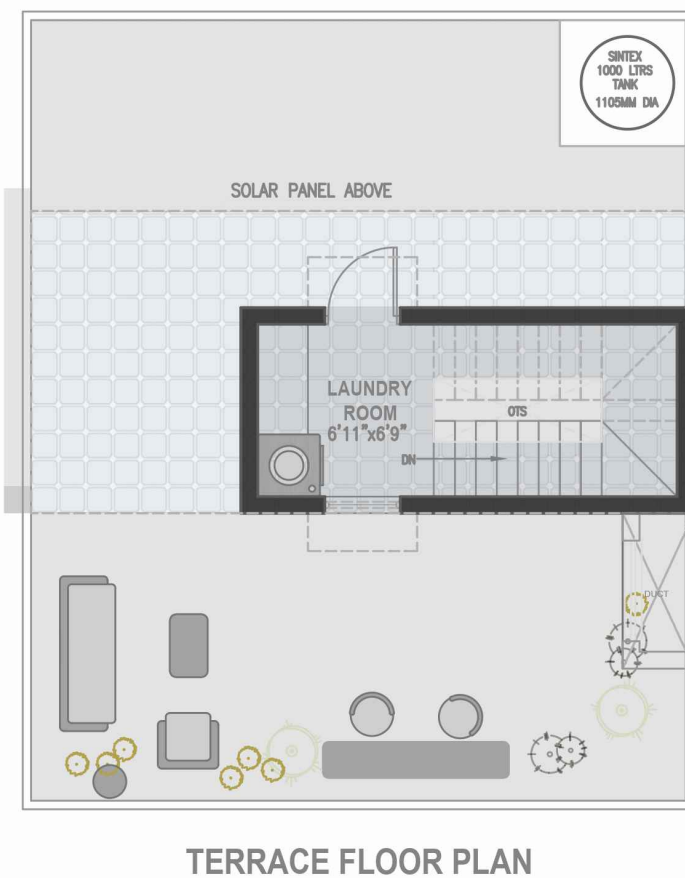 SINTEX
1000 LTRS
TANK
1105MM DIA
SOLAR PANEL ABOVE
LAUNDRY
ROOM
6'11"x6'9"
OTS
DN
DUCT
TERRACE FLOOR PLAN